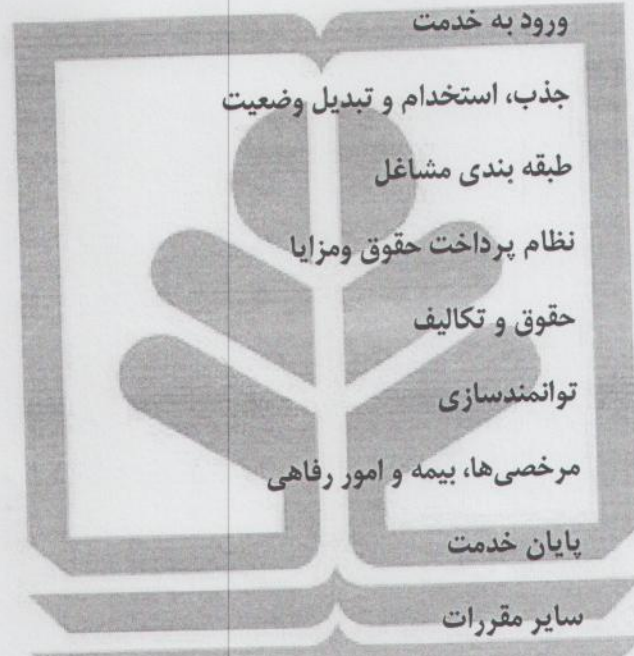 ورود به خدمت
جذب، استخدام و تبدیل وضعیت
طبقه بندی مشاغل
نظام پرداخت حقوق ومزایا
حقوق و تکالیف
توانمندسازی
مرخصی‌ها، بیمه و امور رفاهی
پایان خدمت
سایر مقررات